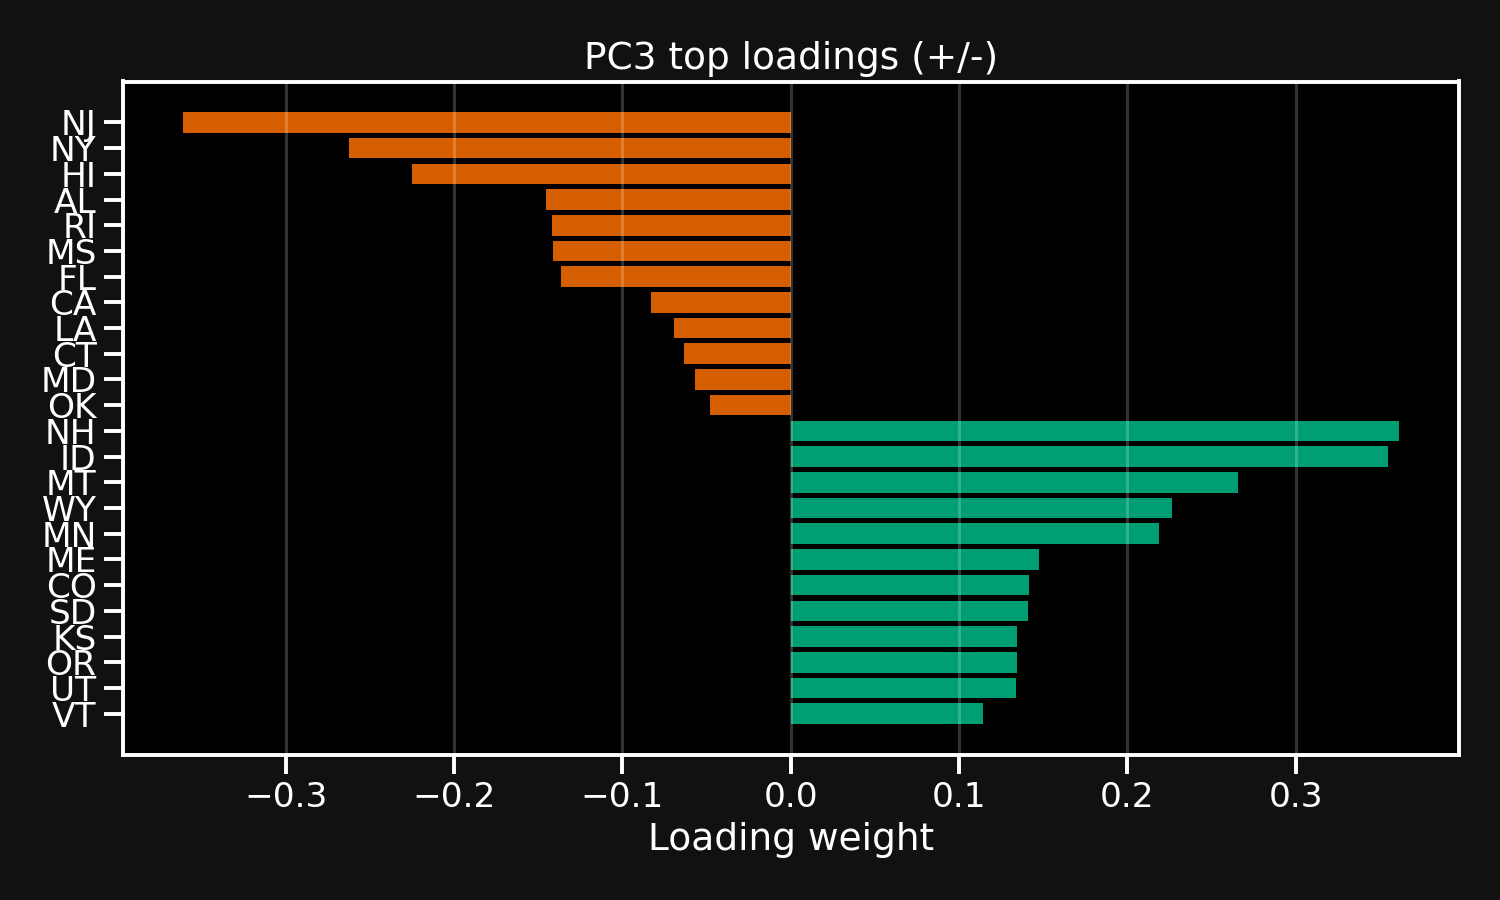 PC3 top loadings (+/-)
NJ
NY
HI
AL
RI
MS
FL
CA
LA
CT
MD
OK
NH
ID
MT
WY
MN
ME
CO
SD
KS
OR
UT
VT
−0.3 −0.2 −0.1 0.0 0.1 0.2 0.3
Loading weight